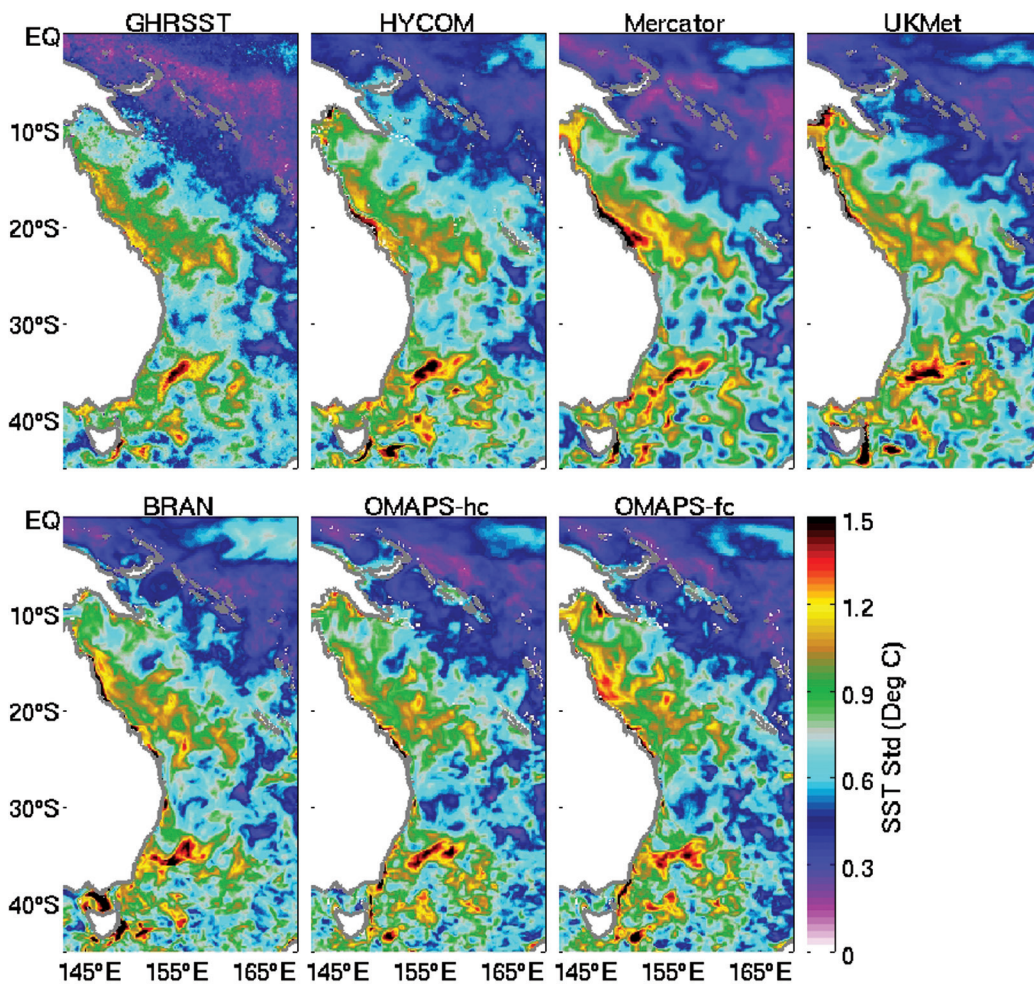 GHRSST HYCOM Mercator UKMet
EQ
10°S
20°S
30°S
40°S
BRAN OMAPS-hc OMAPS-fc
EQ
10°S
20°S
30°S
40°S
145°E 155°E 165°E 145°E 155°E 165°E 145°E 155°E 165°E
1.5
1.2
0.9
0.6
0.3
0
SST Std (Deg C)